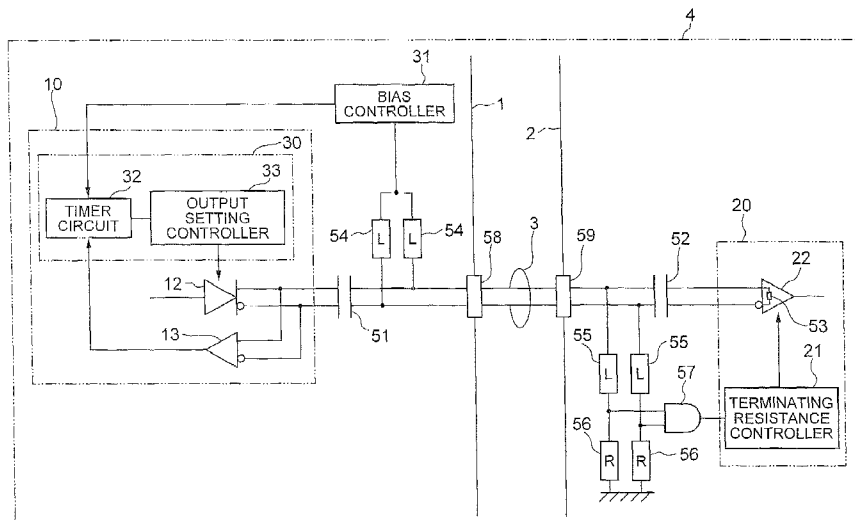 4
31
10
BIAS
CONTROLLER
1
2
30
32
33
TIMER
CIRCUIT
OUTPUT
SETTING
CONTROLLER
54
L
L
54
58
3
59
52
20
22
12
53
13
51
55
L
L
55
57
21
TERMINATING
RESISTANCE
CONTROLLER
56
R
R
56